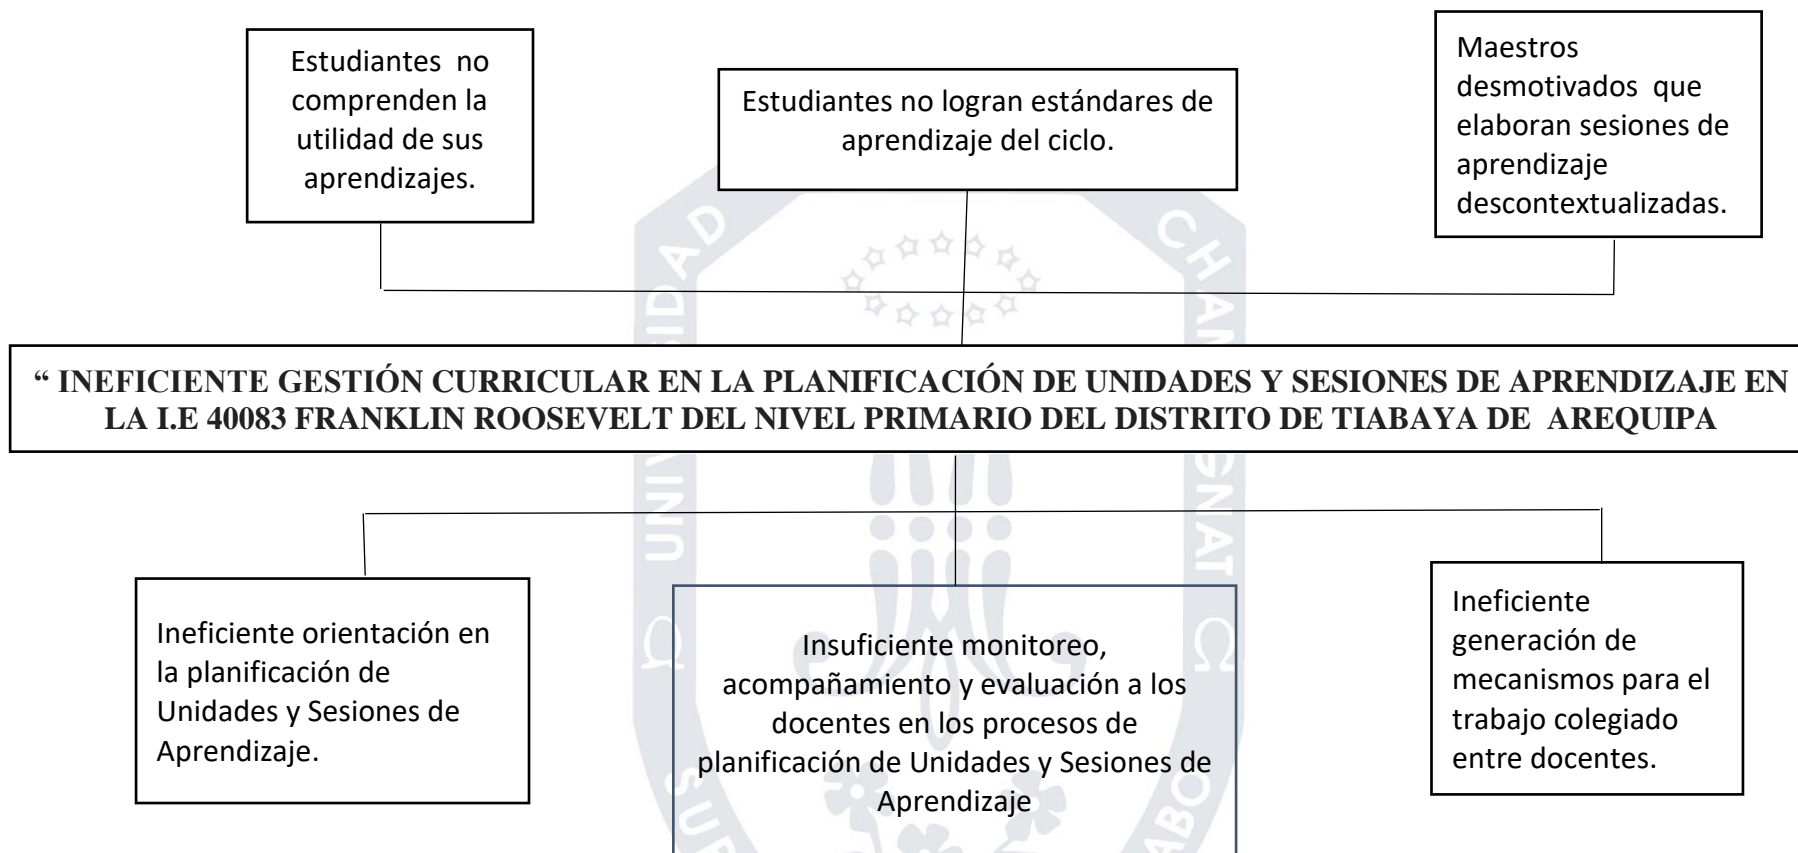 Estudiantes no
comprenden la
utilidad de sus
aprendizajes.
Estudiantes no logran estándares de
aprendizaje del ciclo.
Maestros
desmotivados que
elaboran sesiones de
aprendizaje
descontextualizadas.
“ INEFICIENTE GESTIÓN CURRICULAR EN LA PLANIFICACIÓN DE UNIDADES Y SESIONES DE APRENDIZAJE EN
LA I.E 40083 FRANKLIN ROOSEVELT DEL NIVEL PRIMARIO DEL DISTRITO DE TIABAYA DE AREQUIPA
Ineficiente orientación en
la planificación de
Unidades y Sesiones de
Aprendizaje.
Insuficiente monitoreo,
acompañamiento y evaluación a los
docentes en los procesos de
planificación de Unidades y Sesiones de
Aprendizaje
Ineficiente
generación de
mecanismos para el
trabajo colegiado
entre docentes.